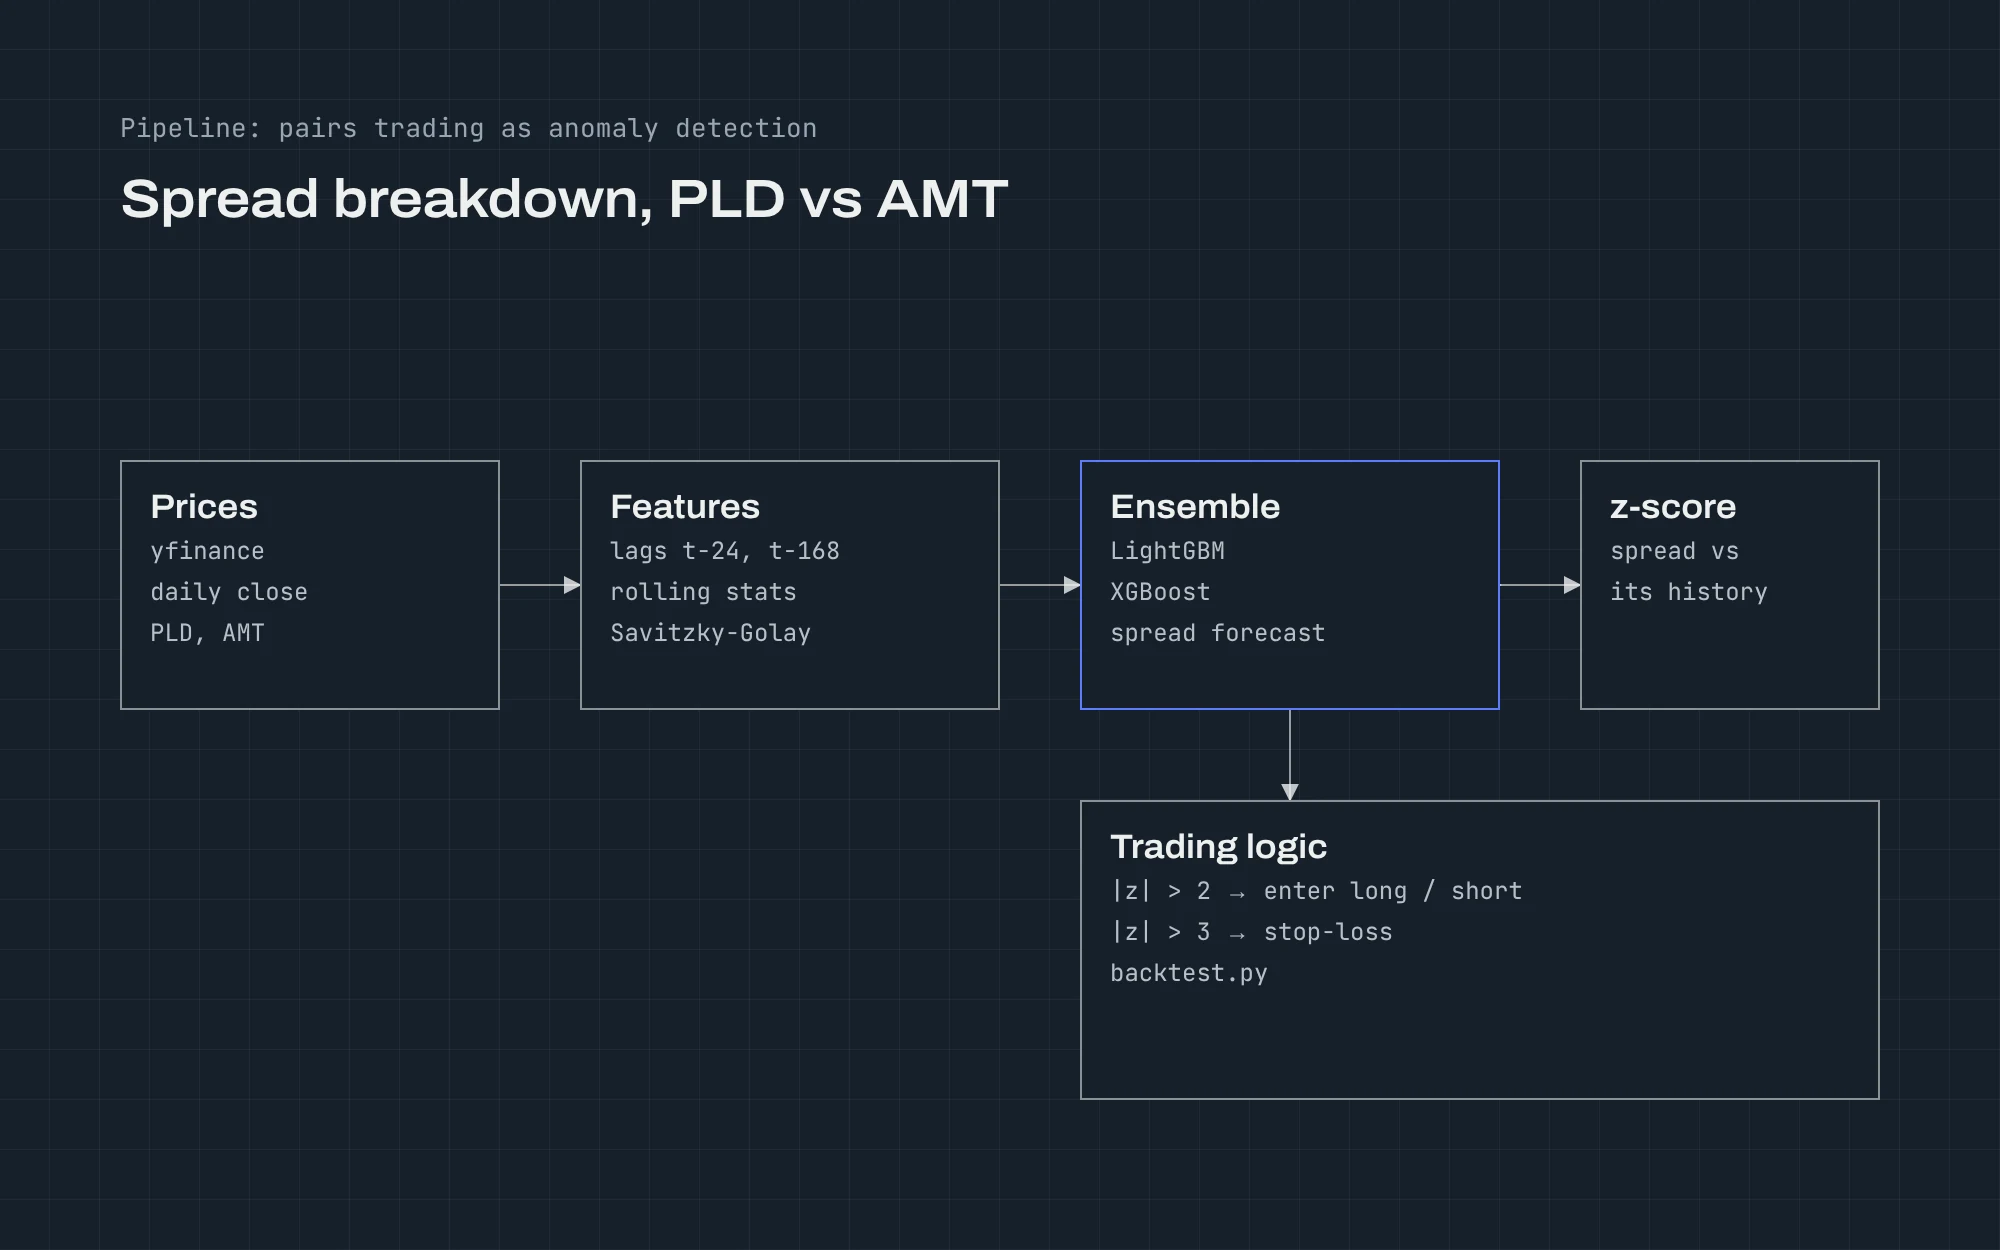 Pipeline: pairs trading as anomaly detection
Spread breakdown, PLD vs AMT
Prices
yfinance
daily close
PLD, AMT
Features
lags t-24, t-168
rolling stats
Savitzky-Golay
Ensemble
LightGBM
XGBoost
spread forecast
z-score
spread vs
its history
Trading logic
|z| > 2 → enter long / short
|z| > 3 → stop-loss
backtest.py